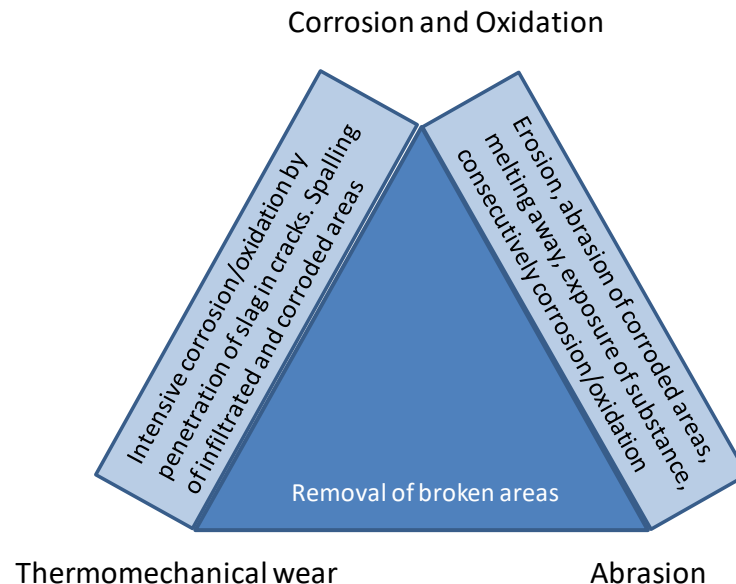 Corrosion and Oxidation
Intensive corrosion/oxidation by
penetration of slag in cracks. Spalling
of infiltrated and corroded areas
Erosion, abrasion of corroded areas,
melting away, exposure of substance,
consecutively corrosion/oxidation
Removal of broken areas
Thermomechanical wear
Abrasion